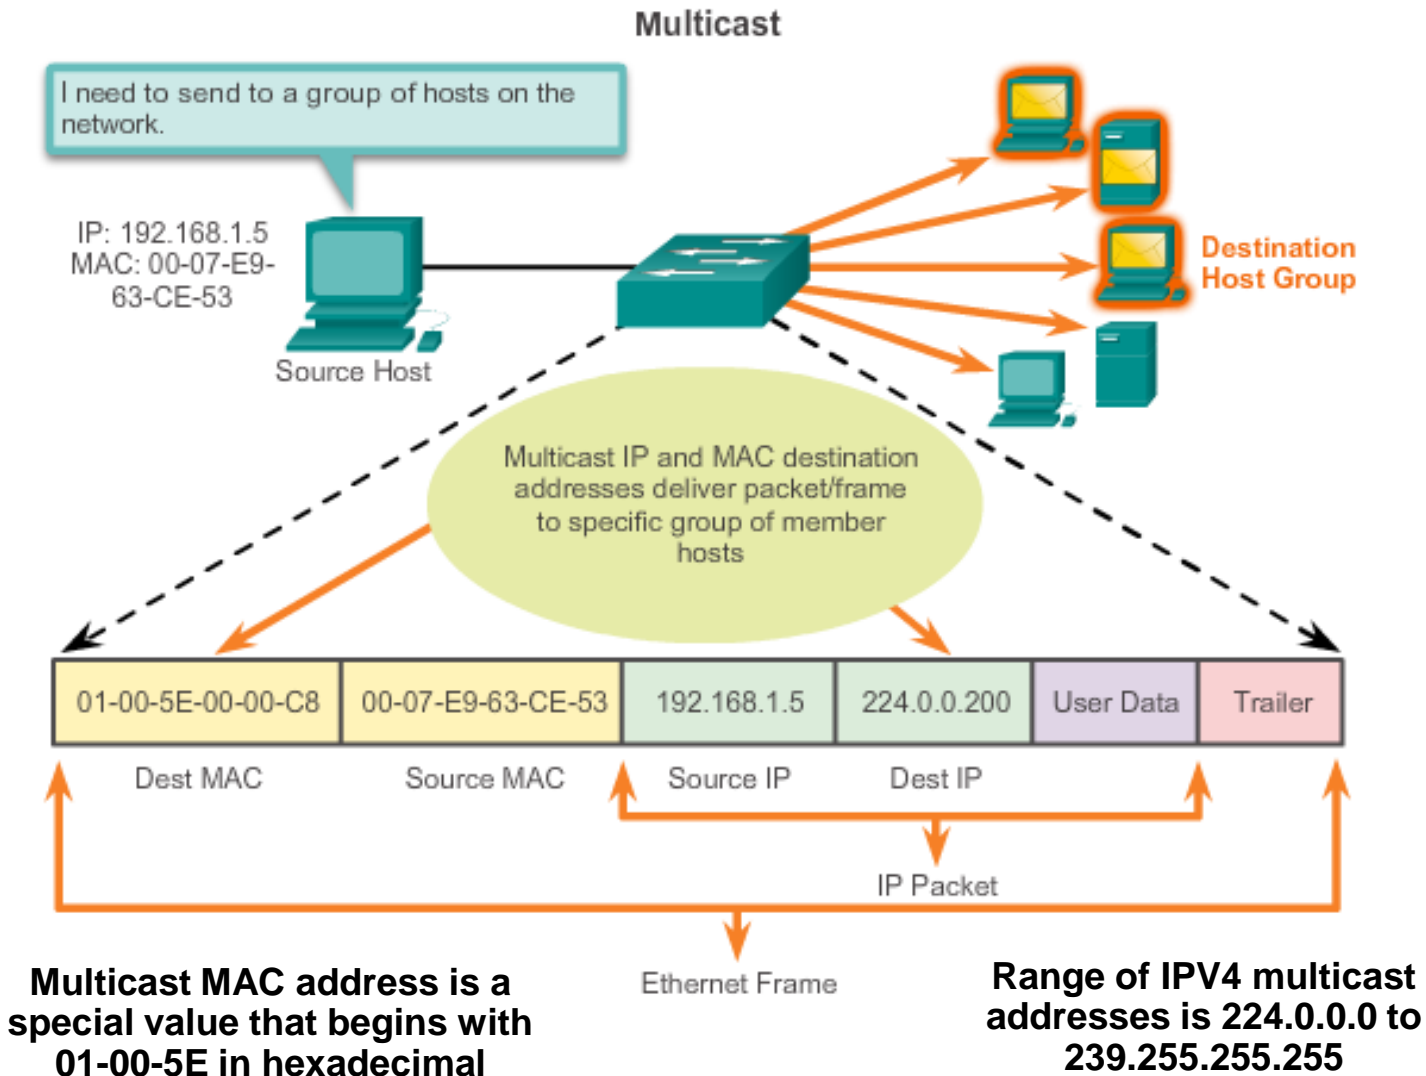 Multicast
I need to send to a group of hosts on the
network.
IP: 192.168.1.5
MAC: 00-07-E9-
63-CE-53
Source Host
Destination
Host Group
Multicast IP and MAC destination
addresses deliver packet/frame
to specific group of member
hosts
01-00-5E-00-00-C8 00-07-E9-63-CE-53 192.168.1.5 224.0.0.200 User Data Trailer
Dest MAC Source MAC Source IP Dest IP
IP Packet
Ethernet Frame
Multicast MAC address is a
special value that begins with
01-00-5E in hexadecimal
Range of IPV4 multicast
addresses is 224.0.0.0 to
239.255.255.255